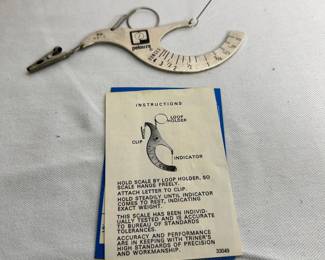 pelouze
INSTRUCTIONS
LOOP
HOLDER
CLIP
INDICATOR
HOLD SCALE BY LOOP HOLDER, SO
SCALE HANGS FREELY.
ATTACH LETTER TO CLIP.
HOLD STEADILY UNTIL INDICATOR
COMES TO REST, INDICATING
EXACT WEIGHT.
THIS SCALE HAS BEEN INDIVID-
UALLY TESTED AND IS ACCURATE
TO BUREAU OF STANDARDS
TOLERANCES.
ACCURACY AND PERFORMANCE
ARE IN KEEPING WITH TRINER'S
HIGH STANDARDS OF PRECISION
AND WORKMANSHIP.